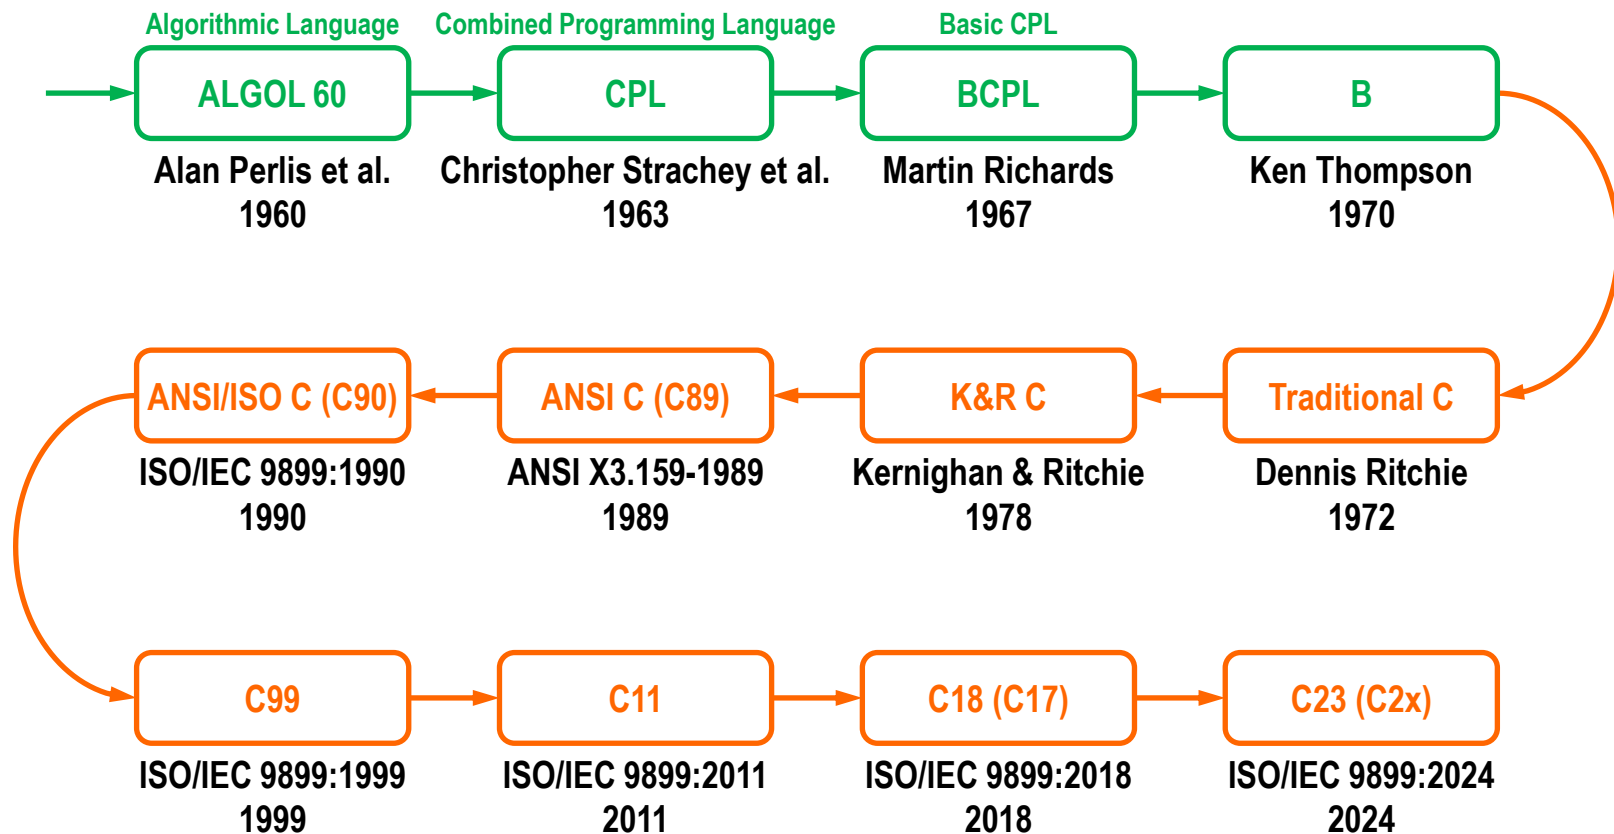 Algorithmic Language
Combined Programming Language
Basic CPL
ALGOL 60
CPL
BCPL
B
Alan Perlis et al.
1960
Christopher Strachey et al.
1963
Martin Richards
1967
Ken Thompson
1970
Traditional C
Dennis Ritchie
1972
K&R C
Kernighan & Ritchie
1978
ANSI C (C89)
ANSI X3.159-1989
1989
ANSI/ISO C (C90)
ISO/IEC 9899:1990
1990
C99
ISO/IEC 9899:1999
1999
C11
ISO/IEC 9899:2011
2011
C18 (C17)
ISO/IEC 9899:2018
2018
C23 (C2x)
ISO/IEC 9899:2024
2024